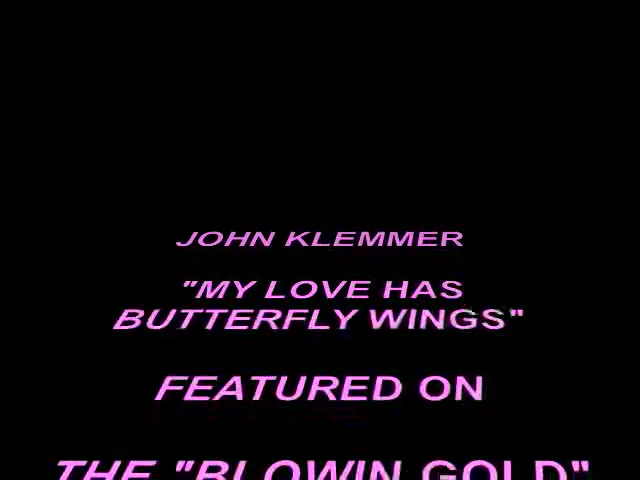 JOHN KLEMMER
"MY LOVE HAS
BUTTERFLY WINGS"
FEATURED ON
THE "BLOWIN GOLD"